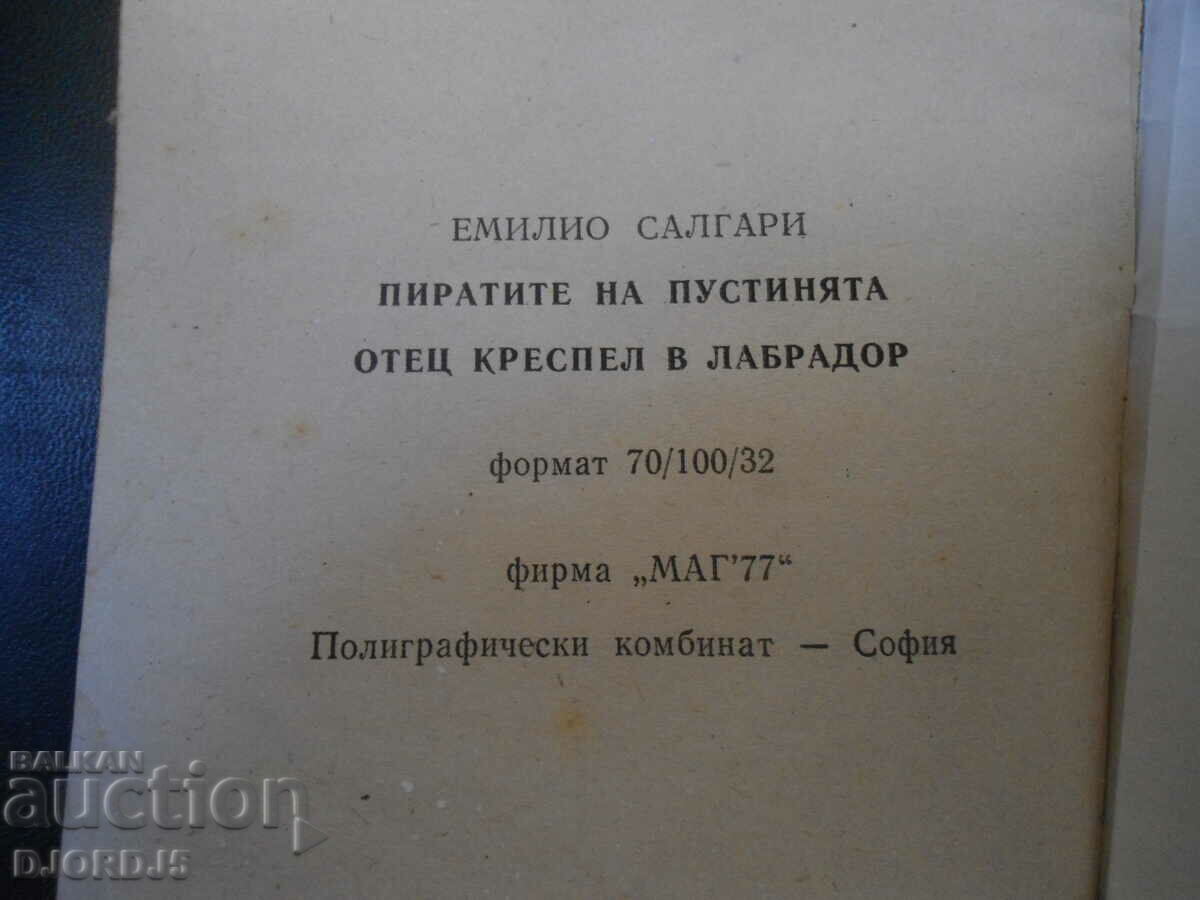 ЕМИЛИО САЛГАРИ
ПИРАТИТЕ НА ПУСТИНЯТА
ОТЕЦ КРЕСПЕЛ В ЛАБРАДОР
формат 70/100/32
фирма „МАГ’77“
Полиграфически комбинат — София
BALKAN
auction
DJORDJ5